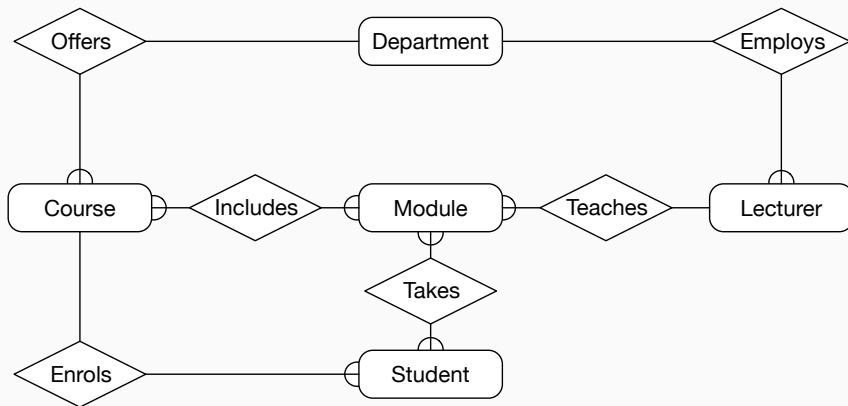 Offers
Department
Employs
Course
Includes
Module
Teaches
Lecturer
Takes
Enrols
Student